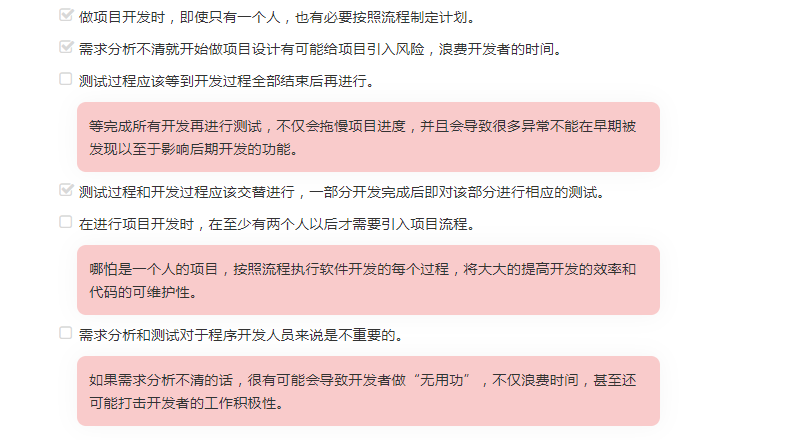 做项目开发时，即使只有一个人，也有必要按照流程制定计划。
需求分析不清就开始做项目设计有可能给项目引入风险，浪费开发者的时间。
测试过程应该等到开发过程全部结束后再进行。
等完成所有开发再进行测试，不仅会拖慢项目进度，并且会导致很多异常不能在早期被
发现以至于影响后期开发的功能。
测试过程和开发过程应该交替进行，一部分开发完成后即对该部分进行相应的测试。
在进行项目开发时，在至少有两个人以后才需要引入项目流程。
哪怕是一个人的项目，按照流程执行软件开发的每个过程，将大大的提高开发的效率和
代码的可维护性。
需求分析和测试对于程序开发人员来说是不重要的。
如果需求分析不清的话，很有可能会导致开发者做“无用功”，不仅浪费时间，甚至还
可能打击开发者的工作积极性。